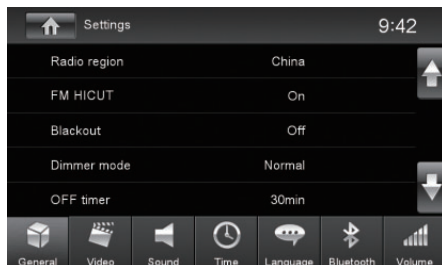 Settings 9:42
Radio region China
FM HICUT On
Blackout Off
Dimmer mode Normal
OFF timer 30min
General Video Sound Time Language Bluetooth Volume